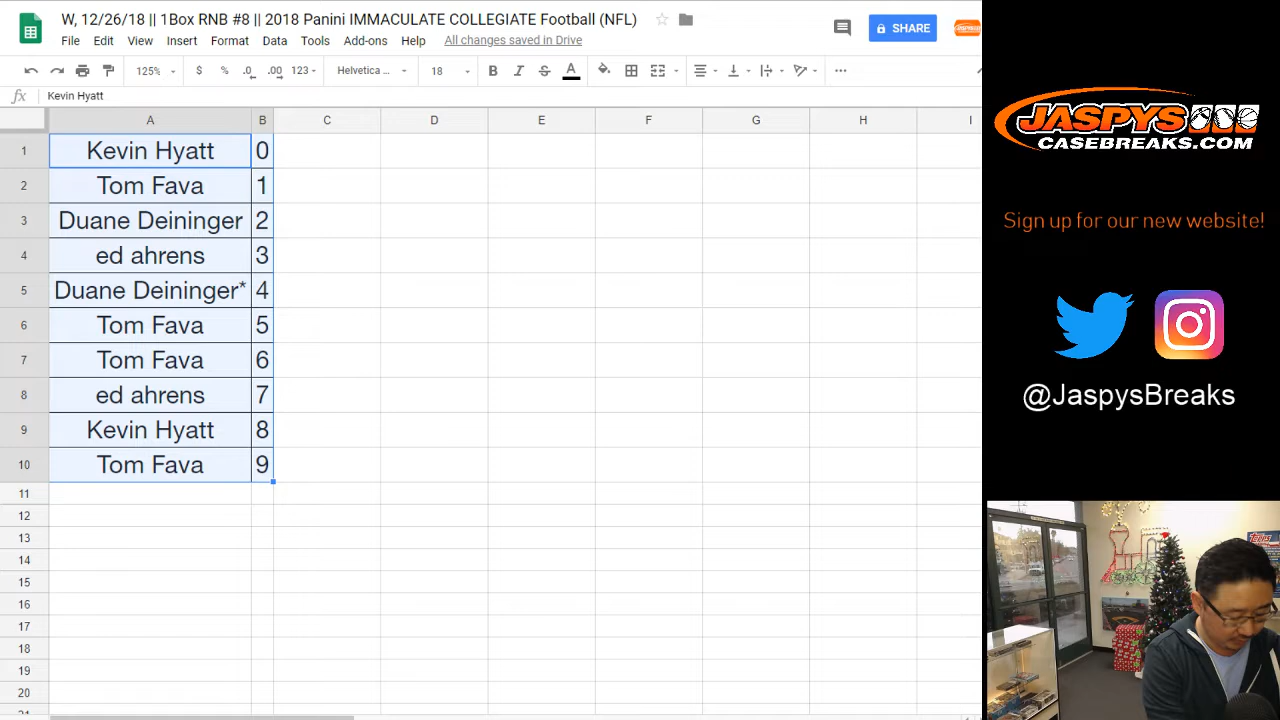 W, 12/26/18 || 1Box RNB #8 || 2018 Panini IMMACULATE COLLEGIATE Football (NFL)
SHARE
File Edit View Insert Format Data Tools Add-ons Help All changes saved in Drive
125% $ % .0 .00 123 Helvetica ... 18 B I S A
fx Kevin Hyatt
A B C D E F G H I
1 Kevin Hyatt 0
2 Tom Fava 1
3 Duane Deininger 2
4 ed ahrens 3
5 Duane Deininger* 4
6 Tom Fava 5
7 Tom Fava 6
8 ed ahrens 7
9 Kevin Hyatt 8
10 Tom Fava 9
11
12
13
14
15
16
17
18
19
20
21
JASPYS
CASEBREAKS.COM
Sign up for our new website!
@JaspysBreaks
Topps